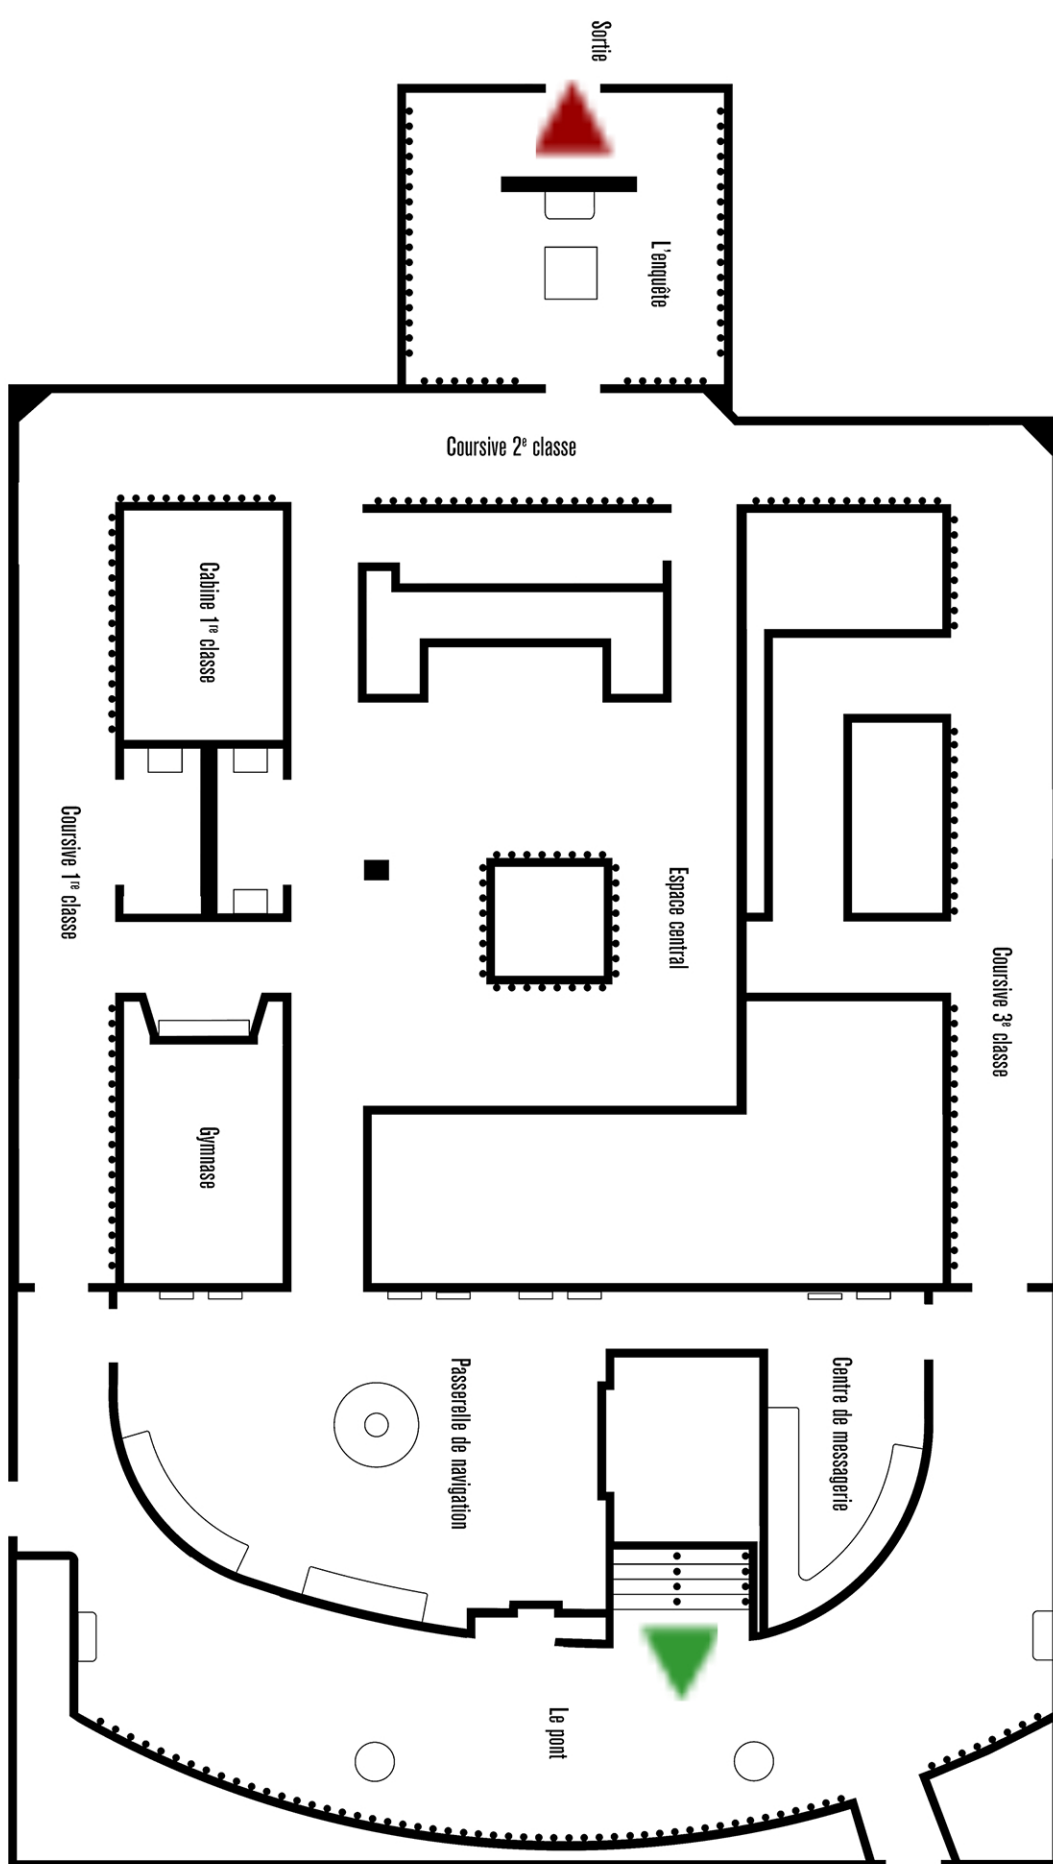 Sortie
L'enquête
Coursive 2e classe
Cabine 1re classe
Coursive 1re classe
Espace central
Coursive 3e classe
Gymnase
Passerelle de navigation
Centre de messagerie
Le pont